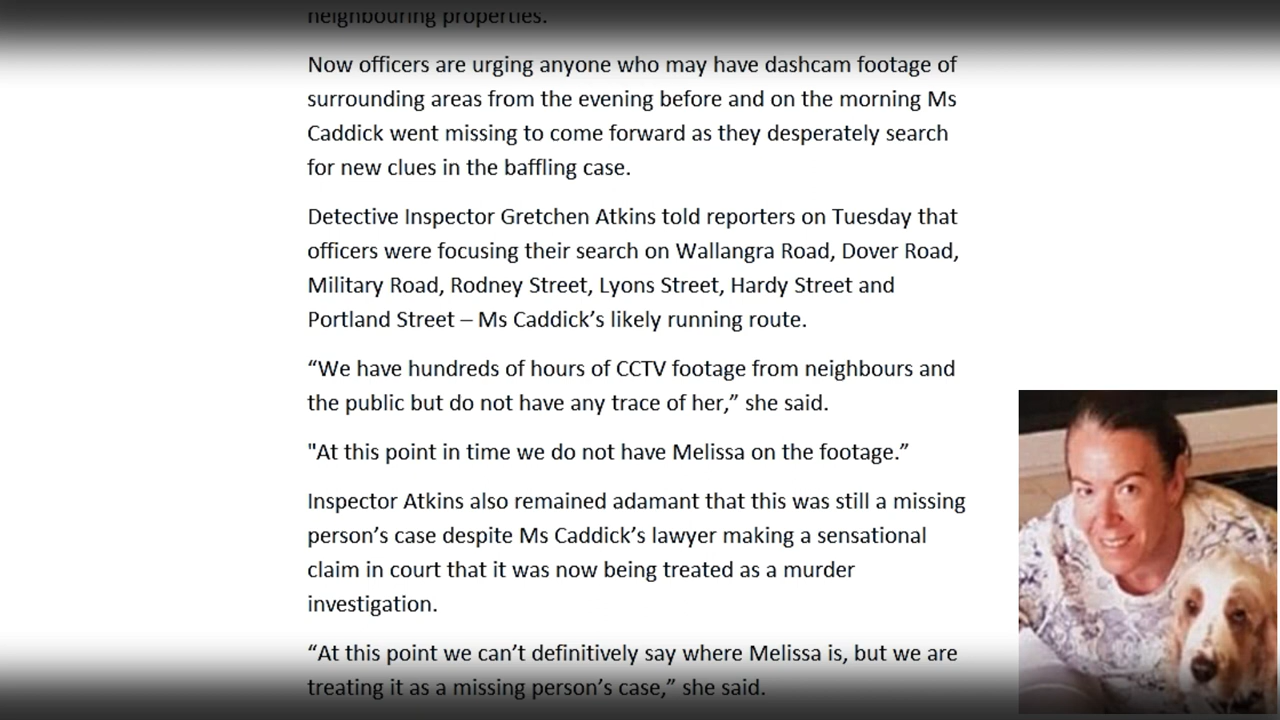 neighbouring properties.
Now officers are urging anyone who may have dashcam footage of
surrounding areas from the evening before and on the morning Ms
Caddick went missing to come forward as they desperately search
for new clues in the baffling case.
Detective Inspector Gretchen Atkins told reporters on Tuesday that
officers were focusing their search on Wallangra Road, Dover Road,
Military Road, Rodney Street, Lyons Street, Hardy Street and
Portland Street – Ms Caddick’s likely running route.
“We have hundreds of hours of CCTV footage from neighbours and
the public but do not have any trace of her,” she said.
"At this point in time we do not have Melissa on the footage.”
Inspector Atkins also remained adamant that this was still a missing
person’s case despite Ms Caddick’s lawyer making a sensational
claim in court that it was now being treated as a murder
investigation.
“At this point we can’t definitively say where Melissa is, but we are
treating it as a missing person’s case,” she said.